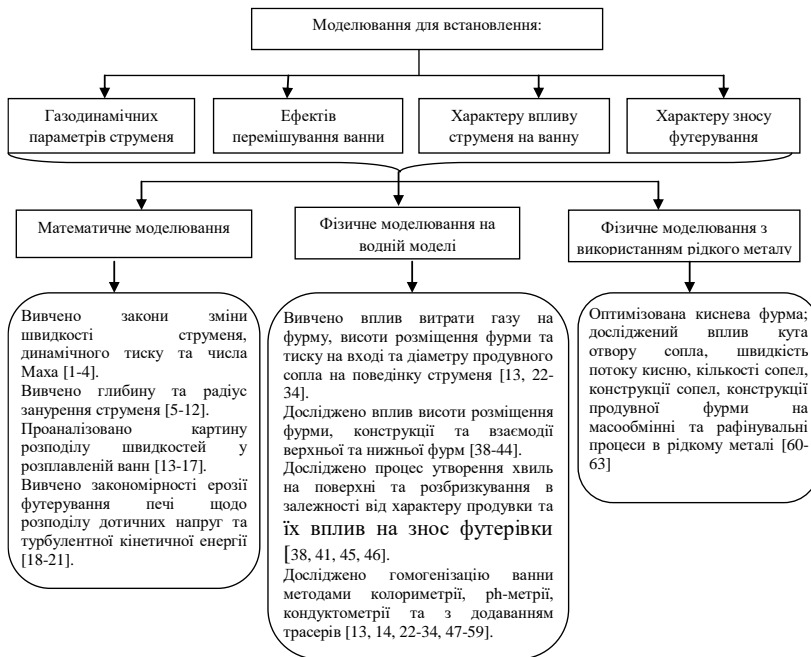 Моделювання для встановлення:
Газодинамічних
параметрів струменя
Ефектів
перемішування ванни
Характеру впливу
струменя на ванну
Характеру зносу
футерування
Математичне моделювання
Фізичне моделювання на
водній моделі
Фізичне моделювання з
використанням рідкого металу
Вивчено закони зміни
швидкості струменя,
динамічного тиску та числа
Маха [1-4].
Вивчено глибину та радіус
занурення струменя [5-12].
Проаналізовано картину
розподілу швидкостей у
розплавленій ванн [13-17].
Вивчено закономірності ерозії
футерування печі щодо
розподілу дотичних напруг та
турбулентної кінетичної енергії
[18-21].
Вивчено вплив витрати газу на
фурму, висоти розміщення фурми та
тиску на вході та діаметру продувного
сопла на поведінку струменя [13, 22-
34].
Досліджено вплив висоти розміщення
фурми, конструкції та взаємодії
верхньої та нижньої фурм [38-44].
Досліджено процес утворення хвиль
на поверхні та розбризкування в
залежності від характеру продувки та
їх вплив на знос футерівки
[38, 41, 45, 46].
Досліджено гомогенізацію ванни
методами колориметрії, ph-метрії,
кондуктометрії та з додаванням
трасерів [13, 14, 22-34, 47-59].
Оптимізована киснева фурма;
досліджений вплив кута
отвору сопла, швидкість
потоку кисню, кількості сопел,
конструкції сопел, конструкції
продувної фурми на
масообмінні та рафінувальні
процеси в рідкому металі [60-
63]